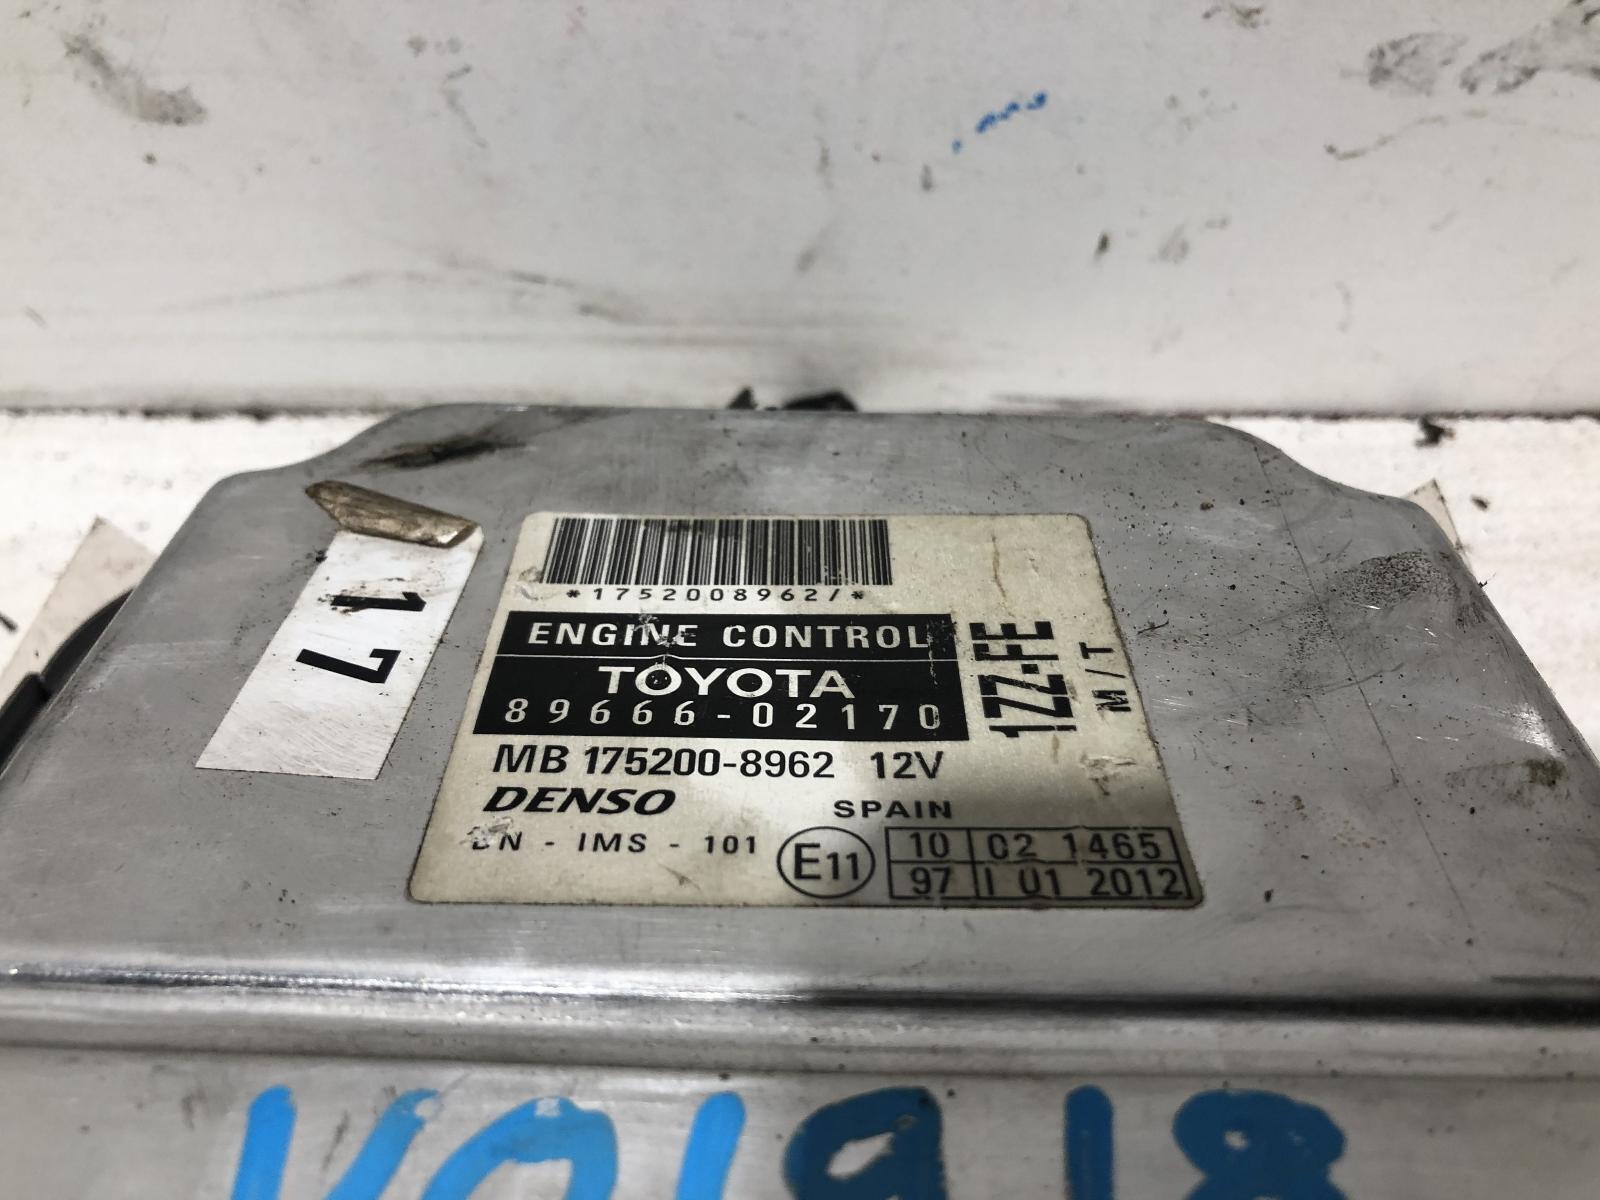 *1752008962/*
ENGINE CONTROL
TOYOTA
89666-02170
1ZZ.FE
M/T
MB 175200-8962 12V
DENSO SPAIN
- IMS - 101
E11
10 02 1465
97 I 01 2012
17